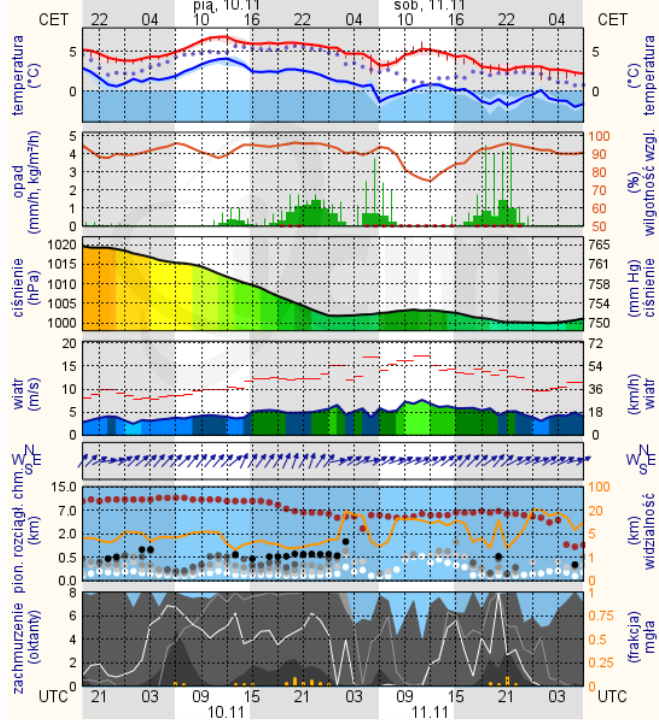 pią, 10.11 sob, 11.11
CET 22 04 10 16 22 04 10 16 22 04 CET
temperatura (°C) 5 0 5 0 temperatura (°C)
opad (mm/h, kg/m²/h) 5 4 3 2 1 0 100 90 80 70 60 50 (%) wilgotność wzgl.
ciśnienie (hPa) 1020 1015 1010 1005 1000 765 761 758 754 750 (mm Hg) ciśnienie
wiatr (m/s) 20 15 10 5 0 72 54 36 18 0 (km/h) wiatr
N W E S N W E S
pion. rozciągł. chm. (km) 15.0 7.0 2.0 0.5 0.0 100 20 5 1 0 (km) widzialność
zachmurzenie (oktanty) 8 6 4 2 0 1 0.75 0.5 0.25 0 (frakcja) mgła
UTC 21 03 09 15 21 03 09 15 21 03 UTC
10.11 11.11